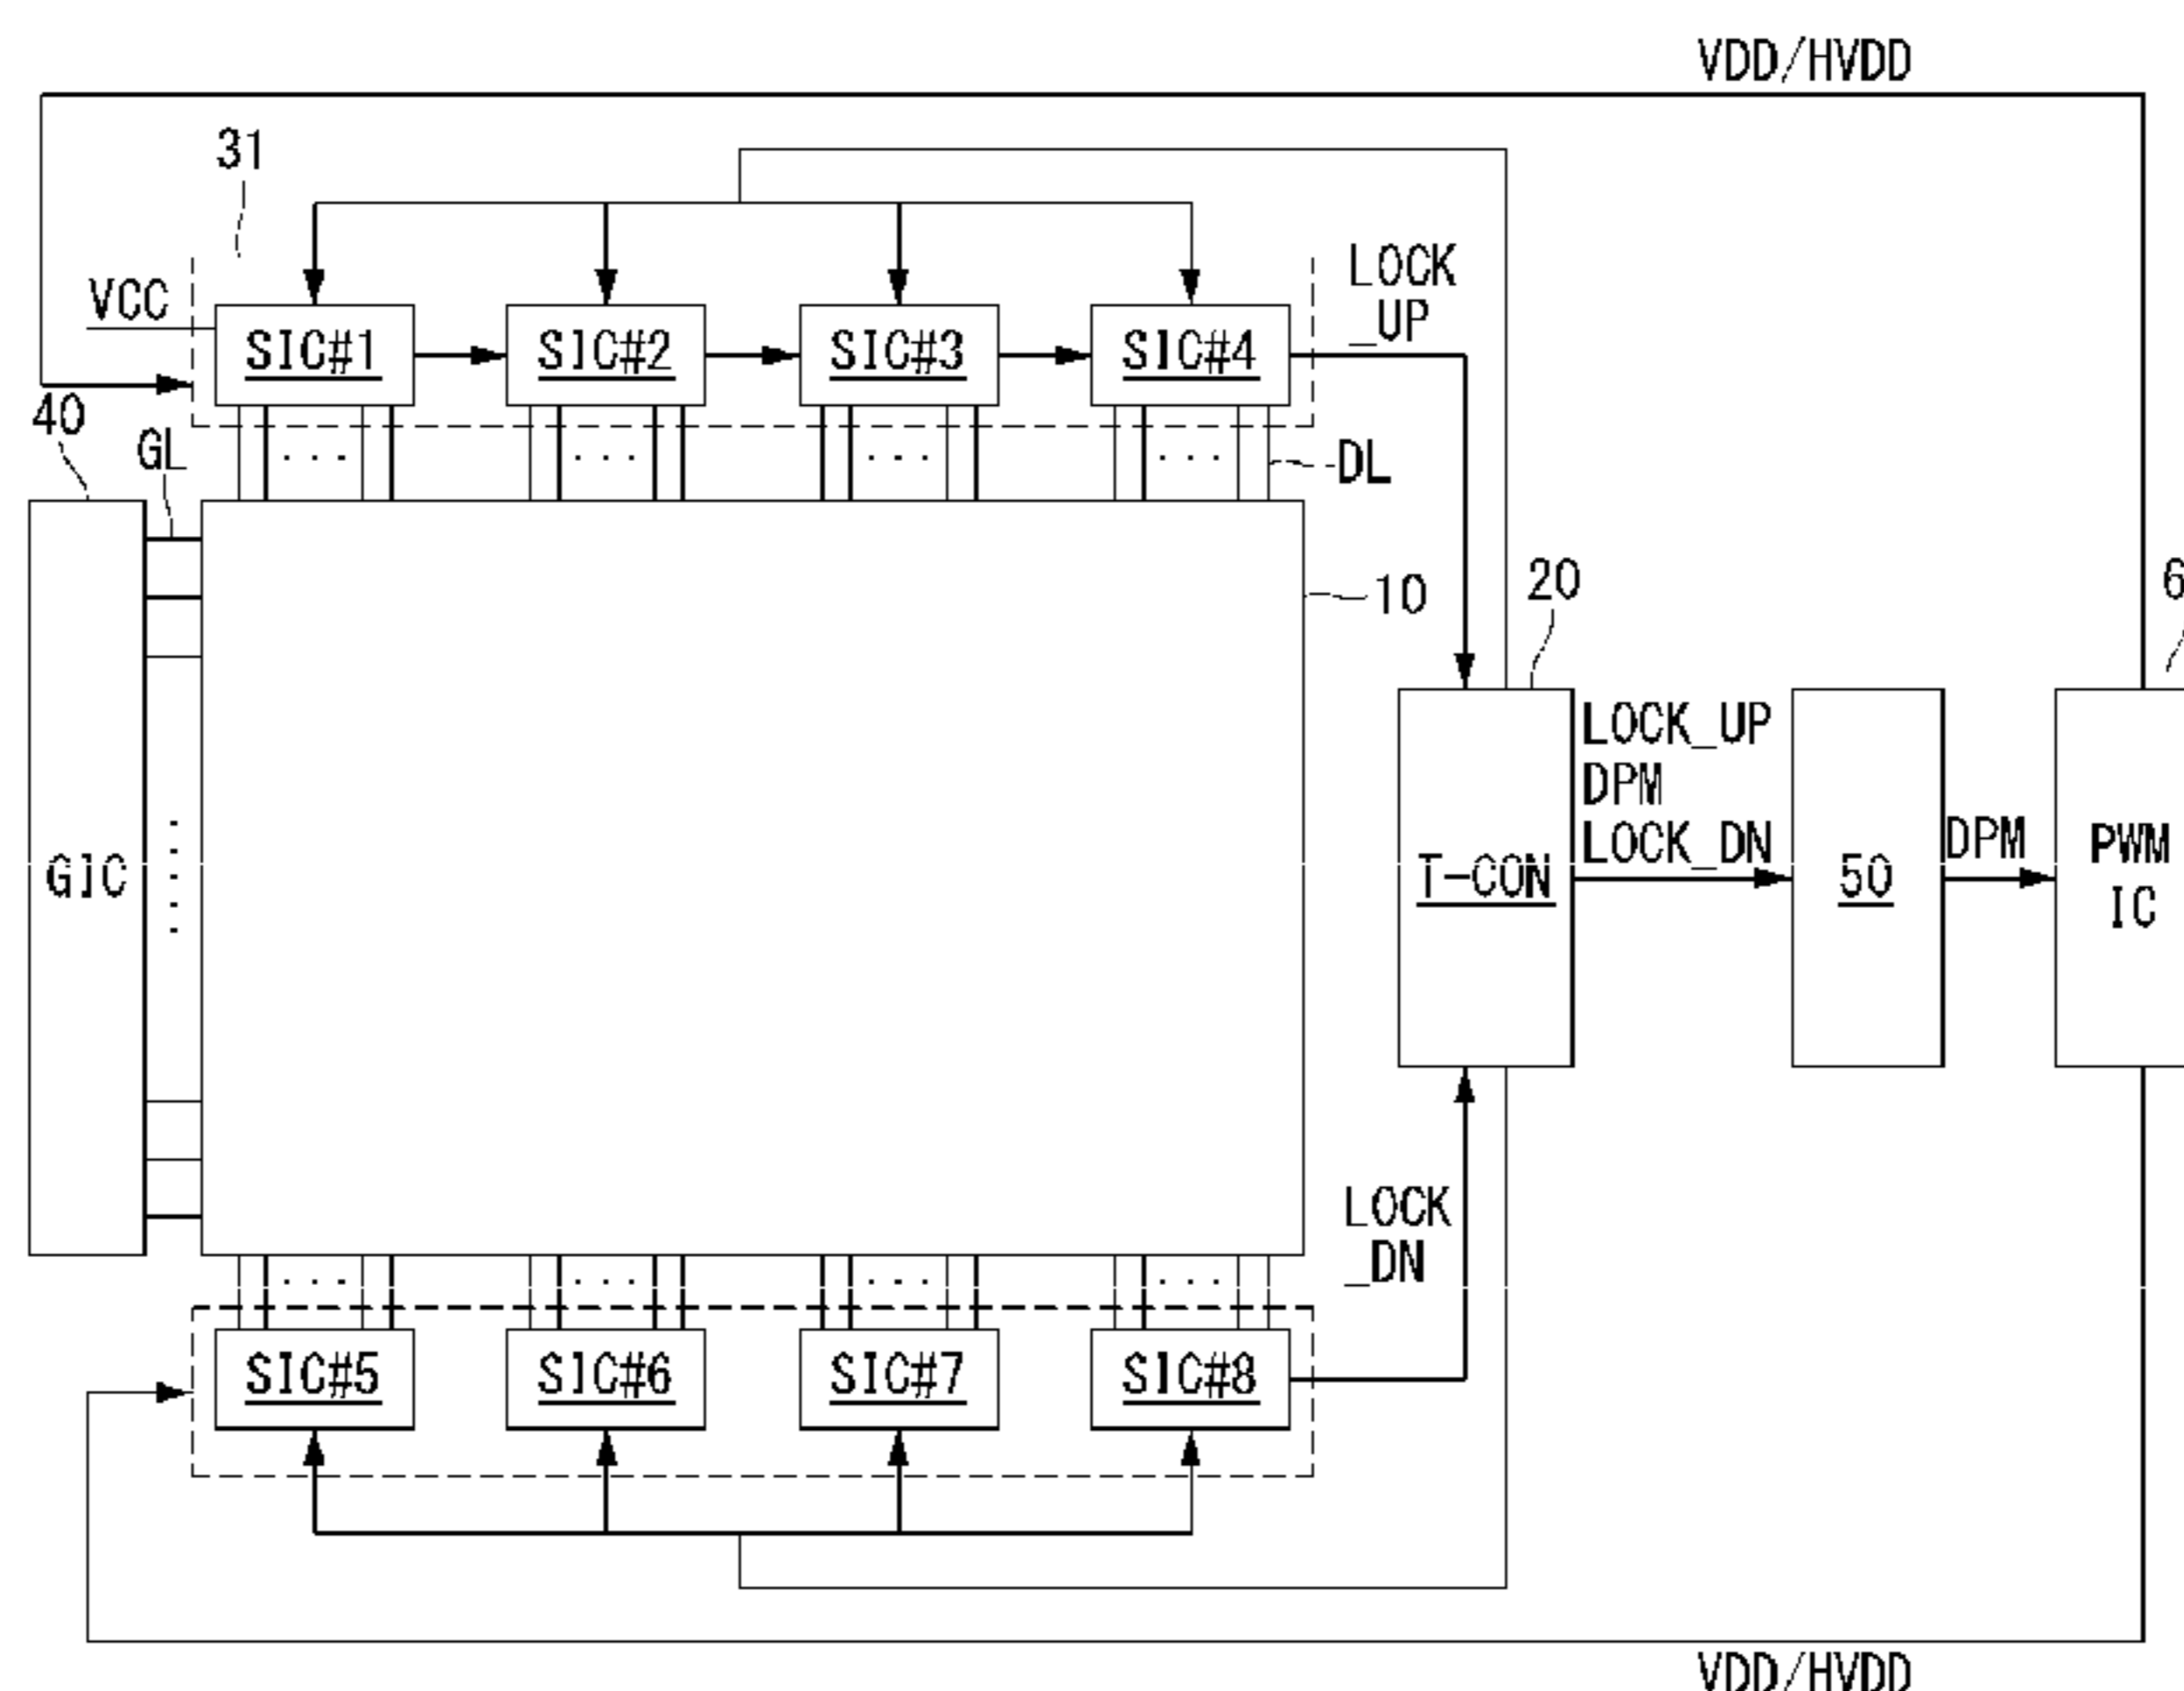 VDD/HVDD
31
VCC
SIC#1
SIC#2
SIC#3
SIC#4
LOCK
_UP
40
GL
DL
10
20
6
LOCK_UP
DPM
LOCK_DN
GIC
T-CON
50
DPM
PWM
IC
LOCK
_DN
SIC#5
SIC#6
SIC#7
SIC#8
VDD/HVDD